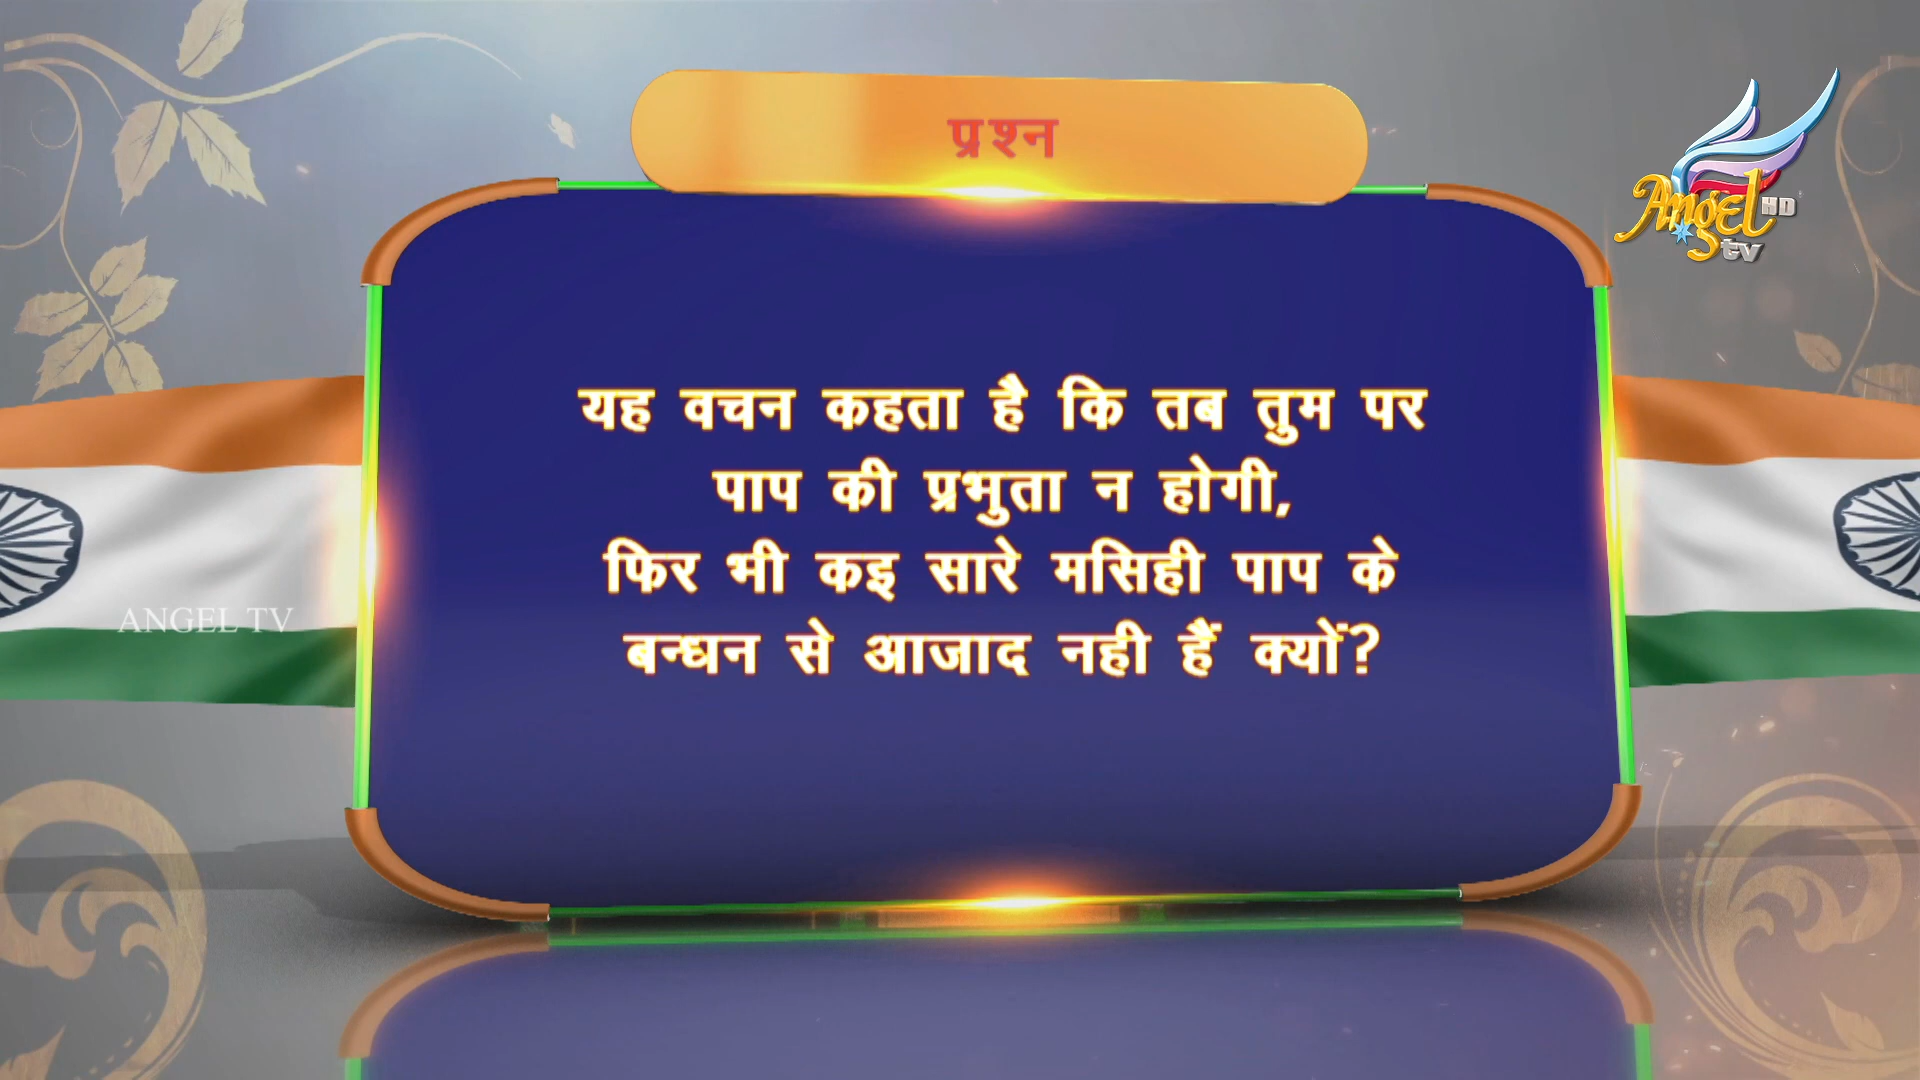 प्रश्न
Angel HD
tv
यह वचन कहता है कि तब तुम पर
पाप की प्रभुता न होगी,
फिर भी कइ सारे मसिही पाप के
बन्धन से आजाद नही हैं क्यों?
ANGEL TV